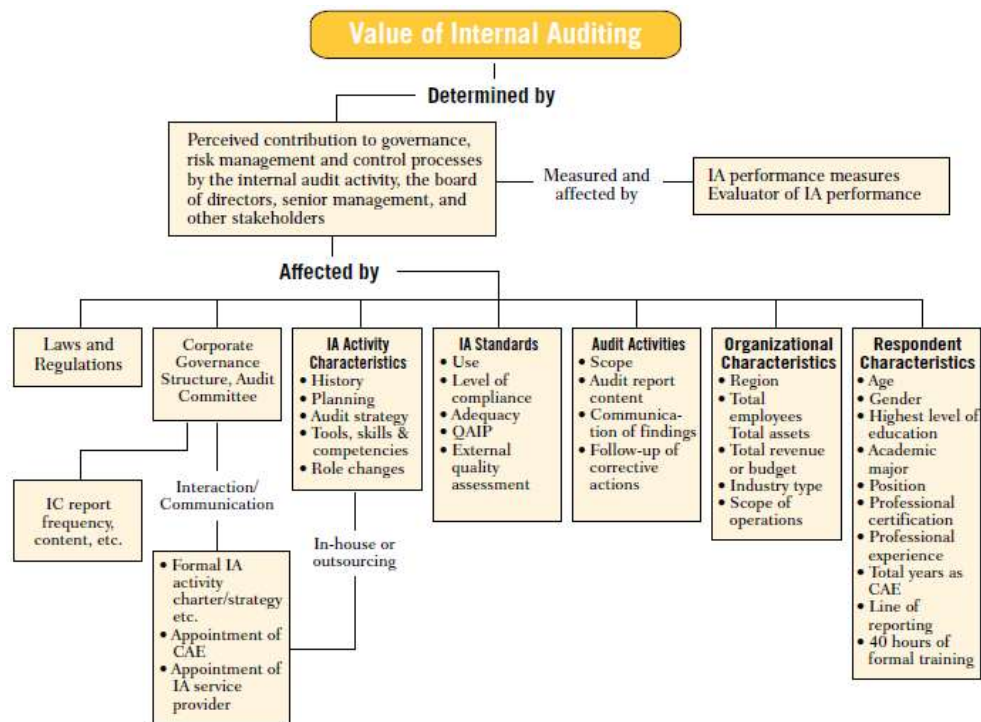 Value of Internal Auditing
Determined by
Perceived contribution to governance,
risk management and control processes
by the internal audit activity, the board
of directors, senior management, and
other stakeholders
Measured and
affected by
IA performance measures
Evaluator of IA performance
Affected by
Laws and
Regulations
Corporate
Governance
Structure, Audit
Committee
IC report
frequency,
content, etc.
Interaction/
Communication
• Formal IA
activity
charter/strategy
etc.
• Appointment of
CAE
• Appointment of
IA service
provider
IA Activity
Characteristics
• History
• Planning
• Audit strategy
• Tools, skills &
competencies
• Role changes
In-house or
outsourcing
IA Standards
• Use
• Level of
compliance
• Adequacy
• QAIP
• External
quality
assessment
Audit Activities
• Scope
• Audit report
content
• Communica-
tion of findings
• Follow-up of
corrective
actions
Organizational
Characteristics
• Region
• Total
employees
Total assets
• Total revenue
or budget
• Industry type
• Scope of
operations
Respondent
Characteristics
• Age
• Gender
• Highest level of
education
• Academic
major
• Position
• Professional
certification
• Professional
experience
• Total years as
CAE
• Line of
reporting
• 40 hours of
formal training